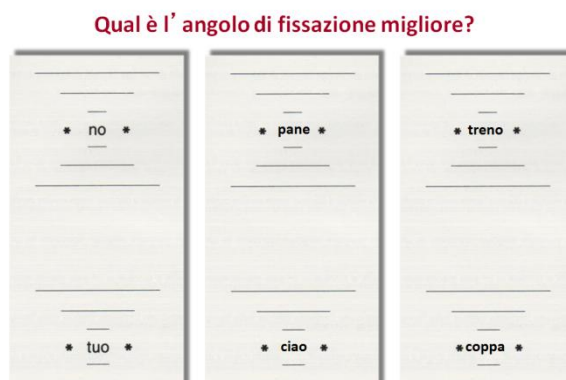 Qual è l'angolo di fissazione migliore?
* no *
* pane *
* treno *
* tuo *
* ciao *
*coppa *